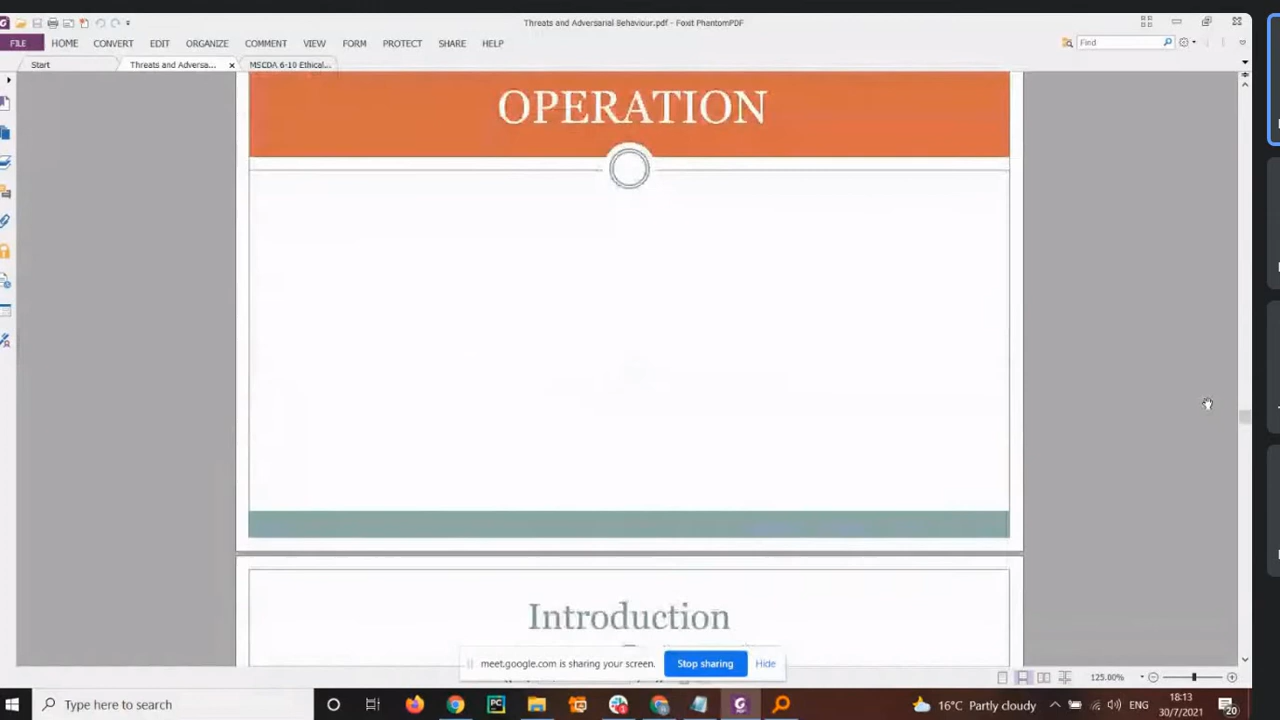 Threats and Adversarial Behaviour.pdf - Foxit PhantomPDF
FILE HOME CONVERT EDIT ORGANIZE COMMENT VIEW FORM PROTECT SHARE HELP
Find
Start
Threats and Adversa...
MSCDA 6-10 Ethical...
OPERATION
Introduction
meet.google.com is sharing your screen.
Stop sharing
Hide
125.00%
Type here to search
16°C Partly cloudy
ENG
18:13
30/7/2021
20